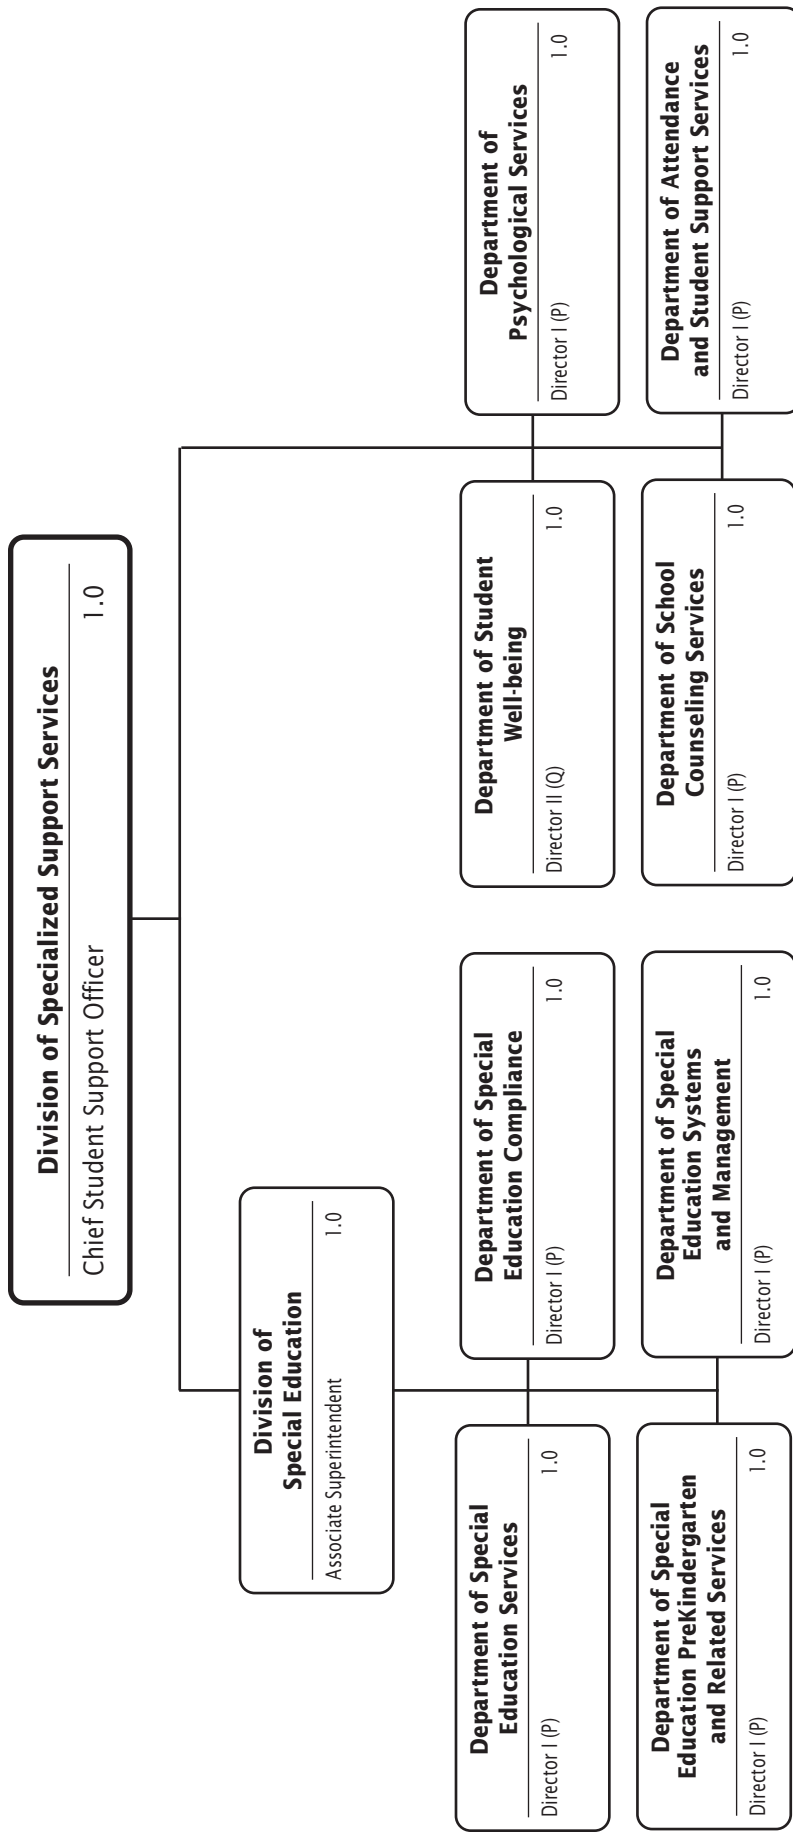 Division of Specialized Support Services
Chief Student Support Officer 1.0
Division of
Special Education
Associate Superintendent 1.0
Department of Special
Education Services
Director I (P) 1.0
Department of Special
Education Compliance
Director I (P) 1.0
Department of Student
Well-being
Director II (Q) 1.0
Department of
Psychological Services
Director I (P) 1.0
Department of Special
Education PreKindergarten
and Related Services
Director I (P) 1.0
Department of Special
Education Systems
and Management
Director I (P) 1.0
Department of School
Counseling Services
Director I (P) 1.0
Department of Attendance
and Student Support Services
Director I (P) 1.0